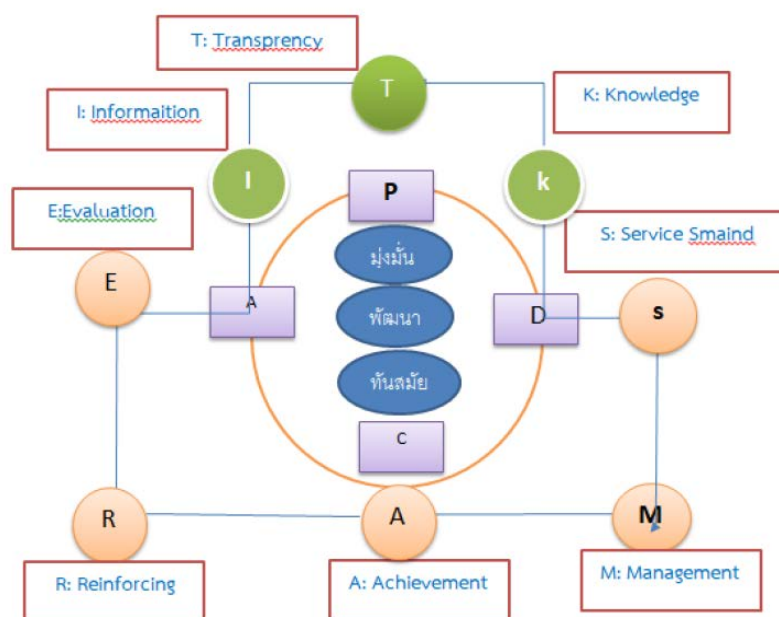 T: Transprency
T
K: Knowledge
I: Informaition
I
k
P
E:Evaluation
S: Service Smaind
มุ่งมั่น
E
A
พัฒนา
D
s
ทันสมัย
C
R
A
M
R: Reinforcing
A: Achievement
M: Management